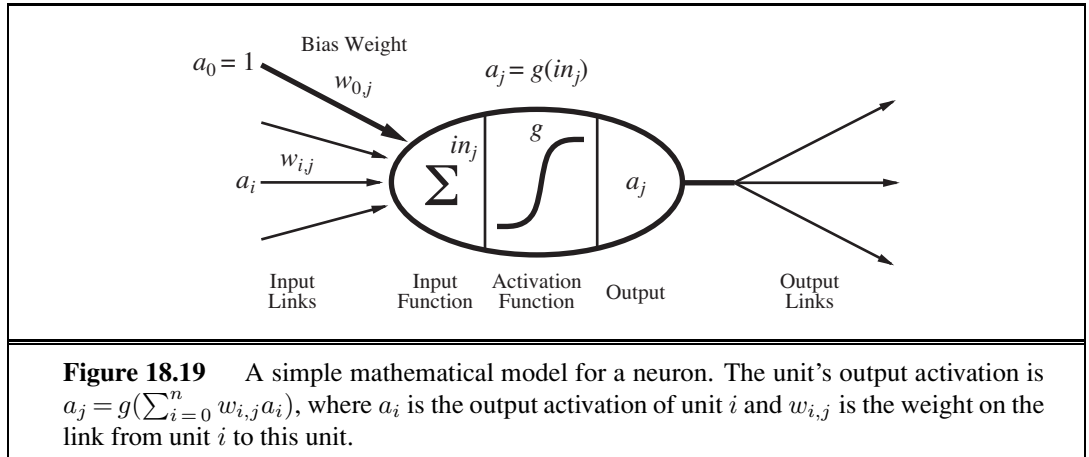 Bias Weight
a₀ = 1
w₀,ⱼ
aⱼ = g(inⱼ)
inⱼ
g
wᵢ,ⱼ
aᵢ
Σ
aⱼ
Input
Links
Input
Function
Activation
Function
Output
Output
Links
Figure 18.19 A simple mathematical model for a neuron. The unit's output activation is
aⱼ = g(∑ⁿᵢ₌₀ wᵢ,ⱼaᵢ), where aᵢ is the output activation of unit i and wᵢ,ⱼ is the weight on the
link from unit i to this unit.